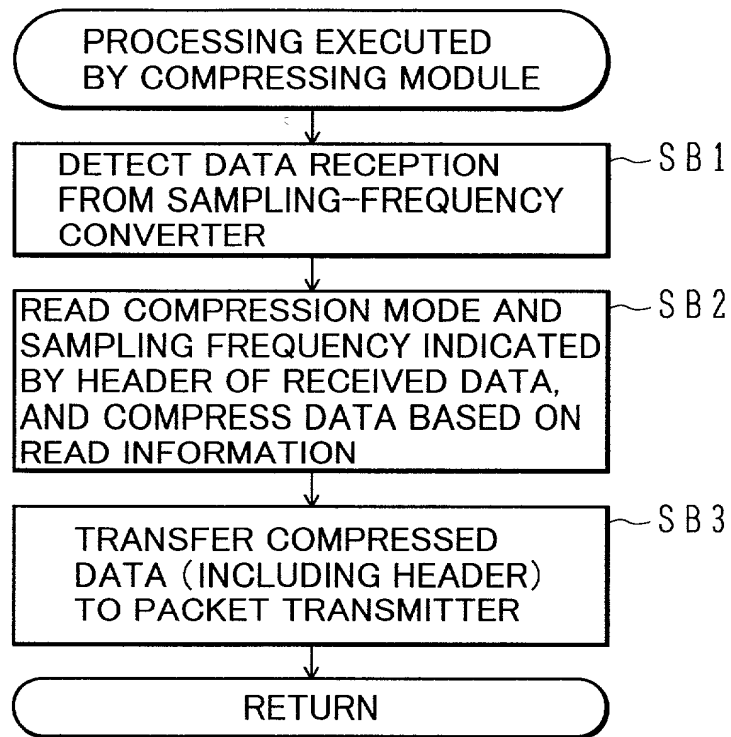 PROCESSING EXECUTED
BY COMPRESSING MODULE
DETECT DATA RECEPTION
FROM SAMPLING-FREQUENCY
CONVERTER
SB1
READ COMPRESSION MODE AND
SAMPLING FREQUENCY INDICATED
BY HEADER OF RECEIVED DATA,
AND COMPRESS DATA BASED ON
READ INFORMATION
SB2
TRANSFER COMPRESSED
DATA (INCLUDING HEADER)
TO PACKET TRANSMITTER
SB3
RETURN